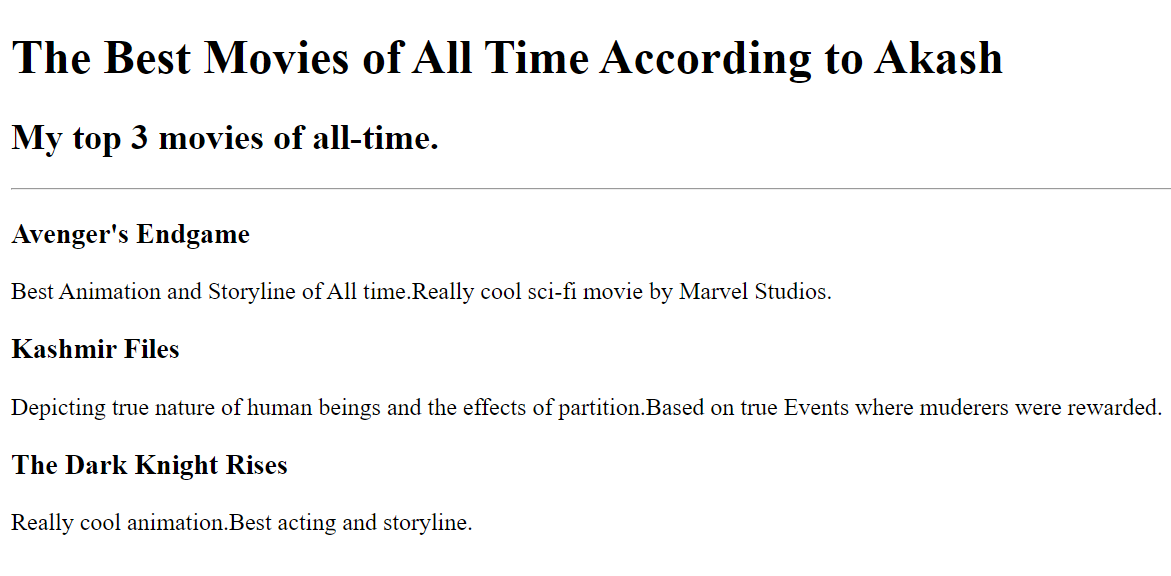 The Best Movies of All Time According to Akash
My top 3 movies of all-time.
Avenger's Endgame
Best Animation and Storyline of All time.Really cool sci-fi movie by Marvel Studios.
Kashmir Files
Depicting true nature of human beings and the effects of partition.Based on true Events where muderers were rewarded.
The Dark Knight Rises
Really cool animation.Best acting and storyline.